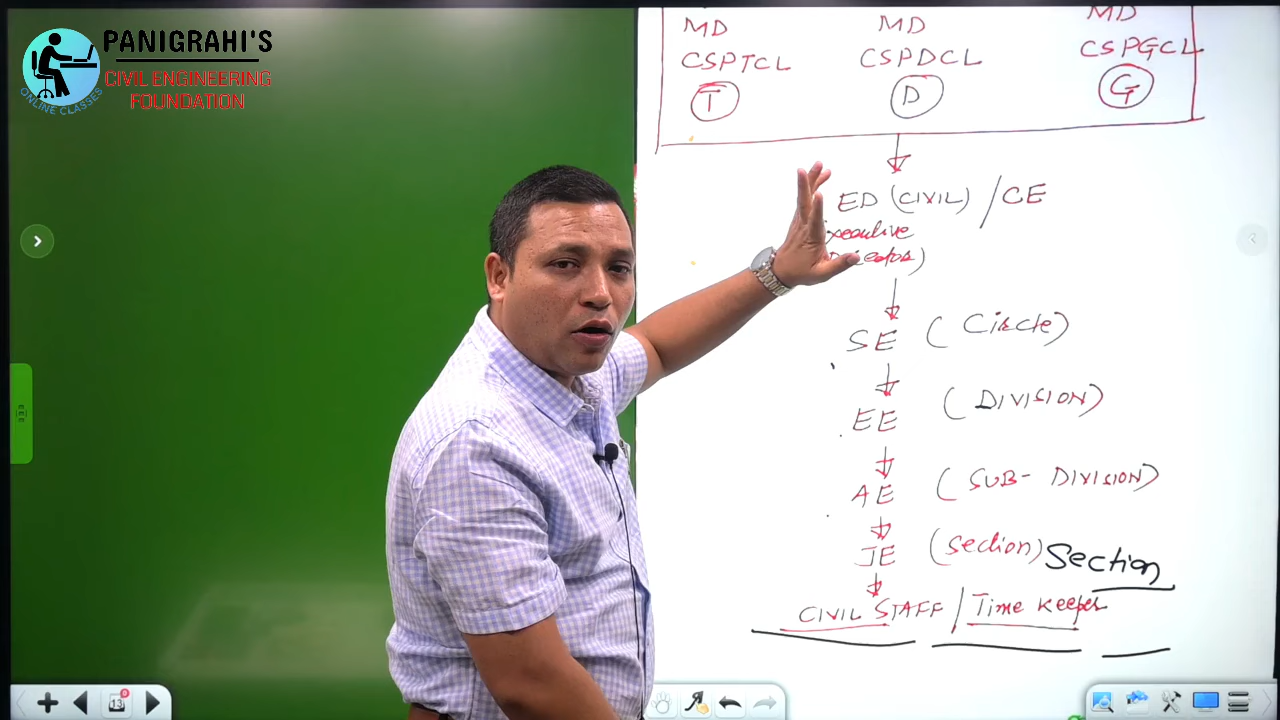 PANIGRAHI'S
CIVIL ENGINEERING
FOUNDATION
ONLINE CLASSES
MD MD MD
CSPTCL CSPDCL CSPGCL
T D G
ED (CIVIL) / CE
SE (Circle)
EE (DIVISION)
AE (SUB-DIVISION)
JE (Section) Section
CIVIL STAFF / Time Keeper
13